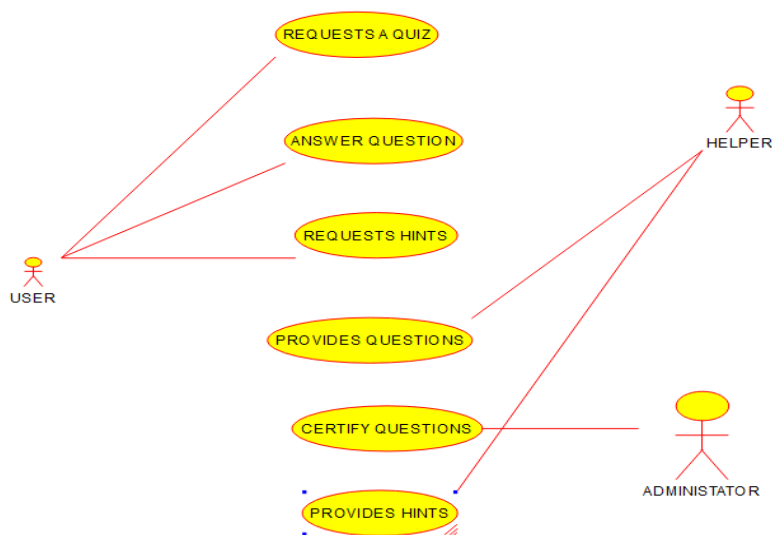 REQUESTS A QUIZ
ANSWER QUESTION
HELPER
REQUESTS HINTS
USER
PROVIDES QUESTIONS
CERTIFY QUESTIONS
ADMINISTATOR
PROVIDES HINTS